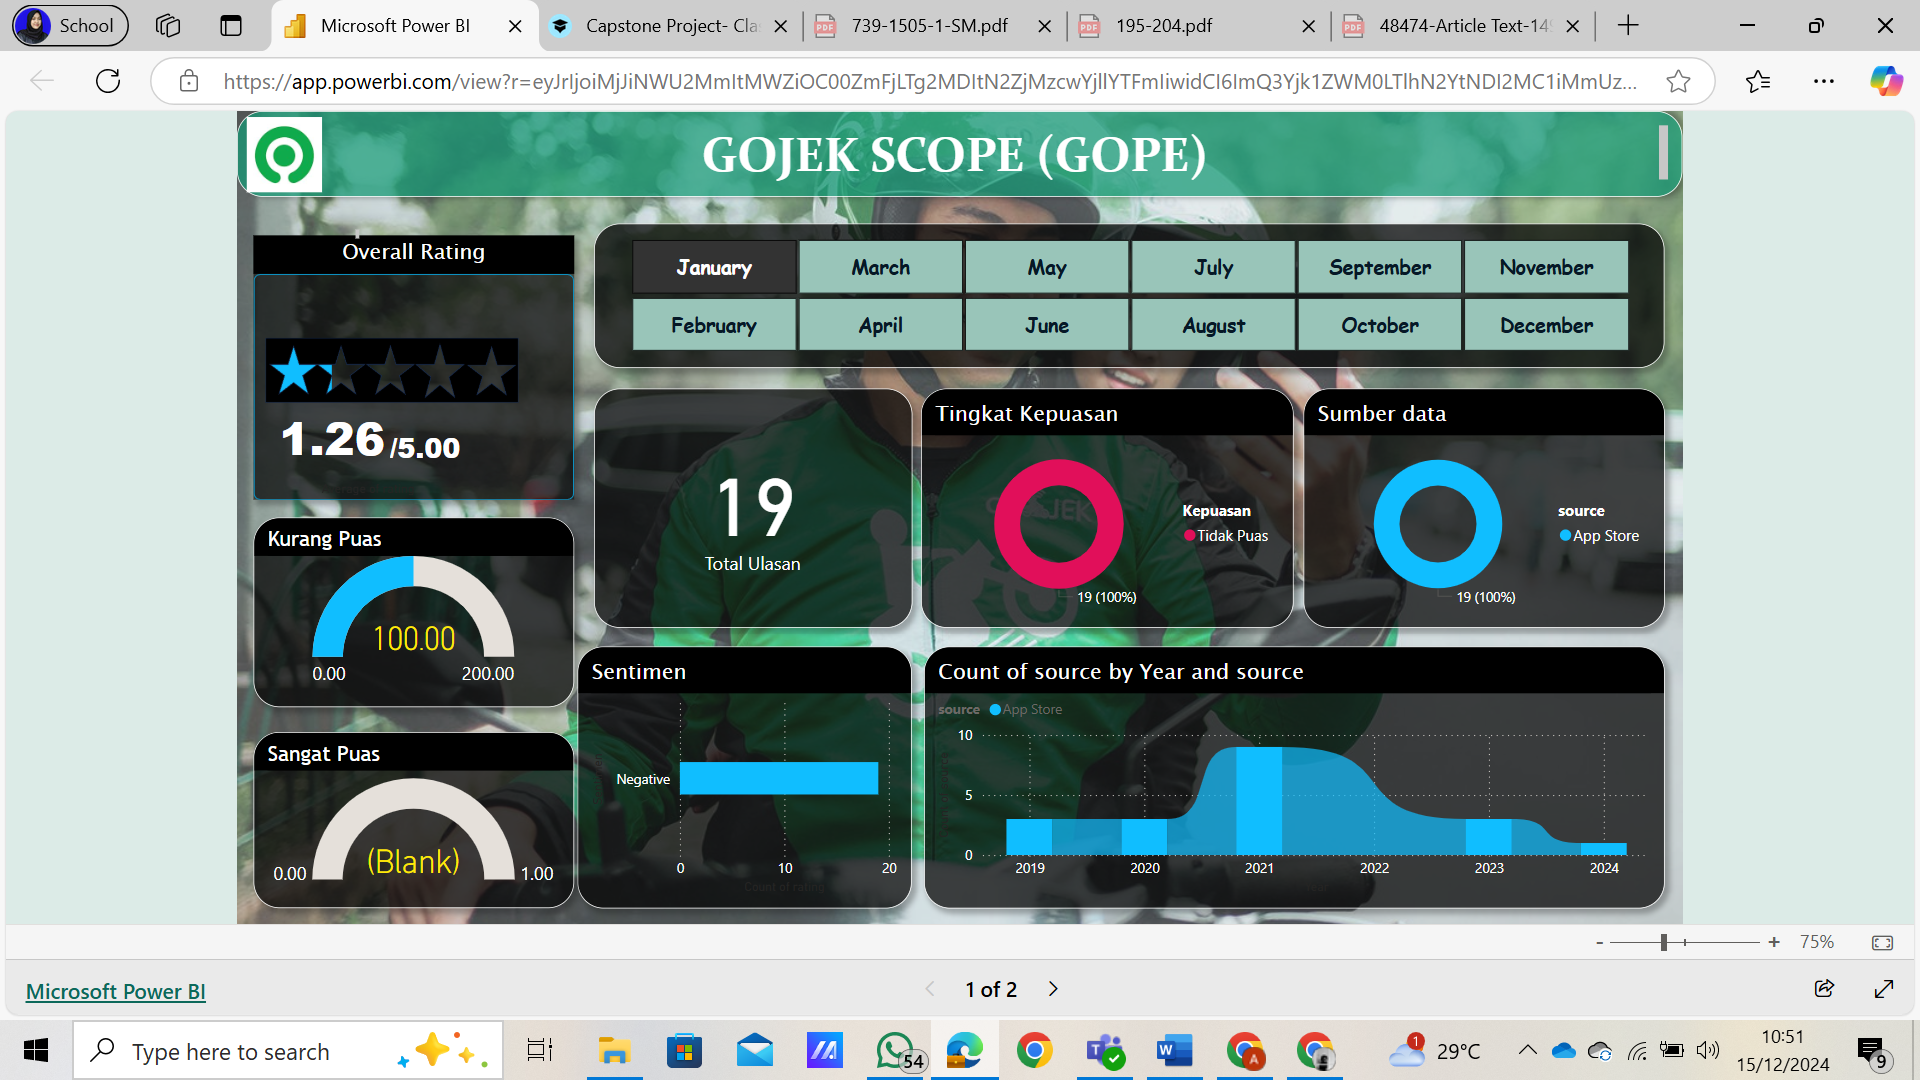 School
Microsoft Power BI
Capstone Project- Cla
739-1505-1-SM.pdf
195-204.pdf
48474-Article Text-149
https://app.powerbi.com/view?r=eyJrIjoiMjJiNWU2MmItMWZiOC00ZmFjLTg2MDItN2ZjMzcwYjllYTFmIiwidCI6ImQ3Yjk1ZWM0LTlhN2YtNDI2MC1iMmUz...
GOJEK SCOPE (GOPE)
Overall Rating
1.26 /5.00
January
March
May
July
September
November
February
April
June
August
October
December
19
Total Ulasan
Tingkat Kepuasan
Kepuasan
Tidak Puas
19 (100%)
Sumber data
source
App Store
19 (100%)
Kurang Puas
100.00
0.00
200.00
Sangat Puas
(Blank)
0.00
1.00
Sentimen
Negative
0
10
20
Count of rating
Count of source by Year and source
source App Store
10
5
0
2019
2020
2021
2022
2023
2024
- + 75%
Microsoft Power BI
1 of 2
Type here to search
54
1
29°C
10:51
15/12/2024
9